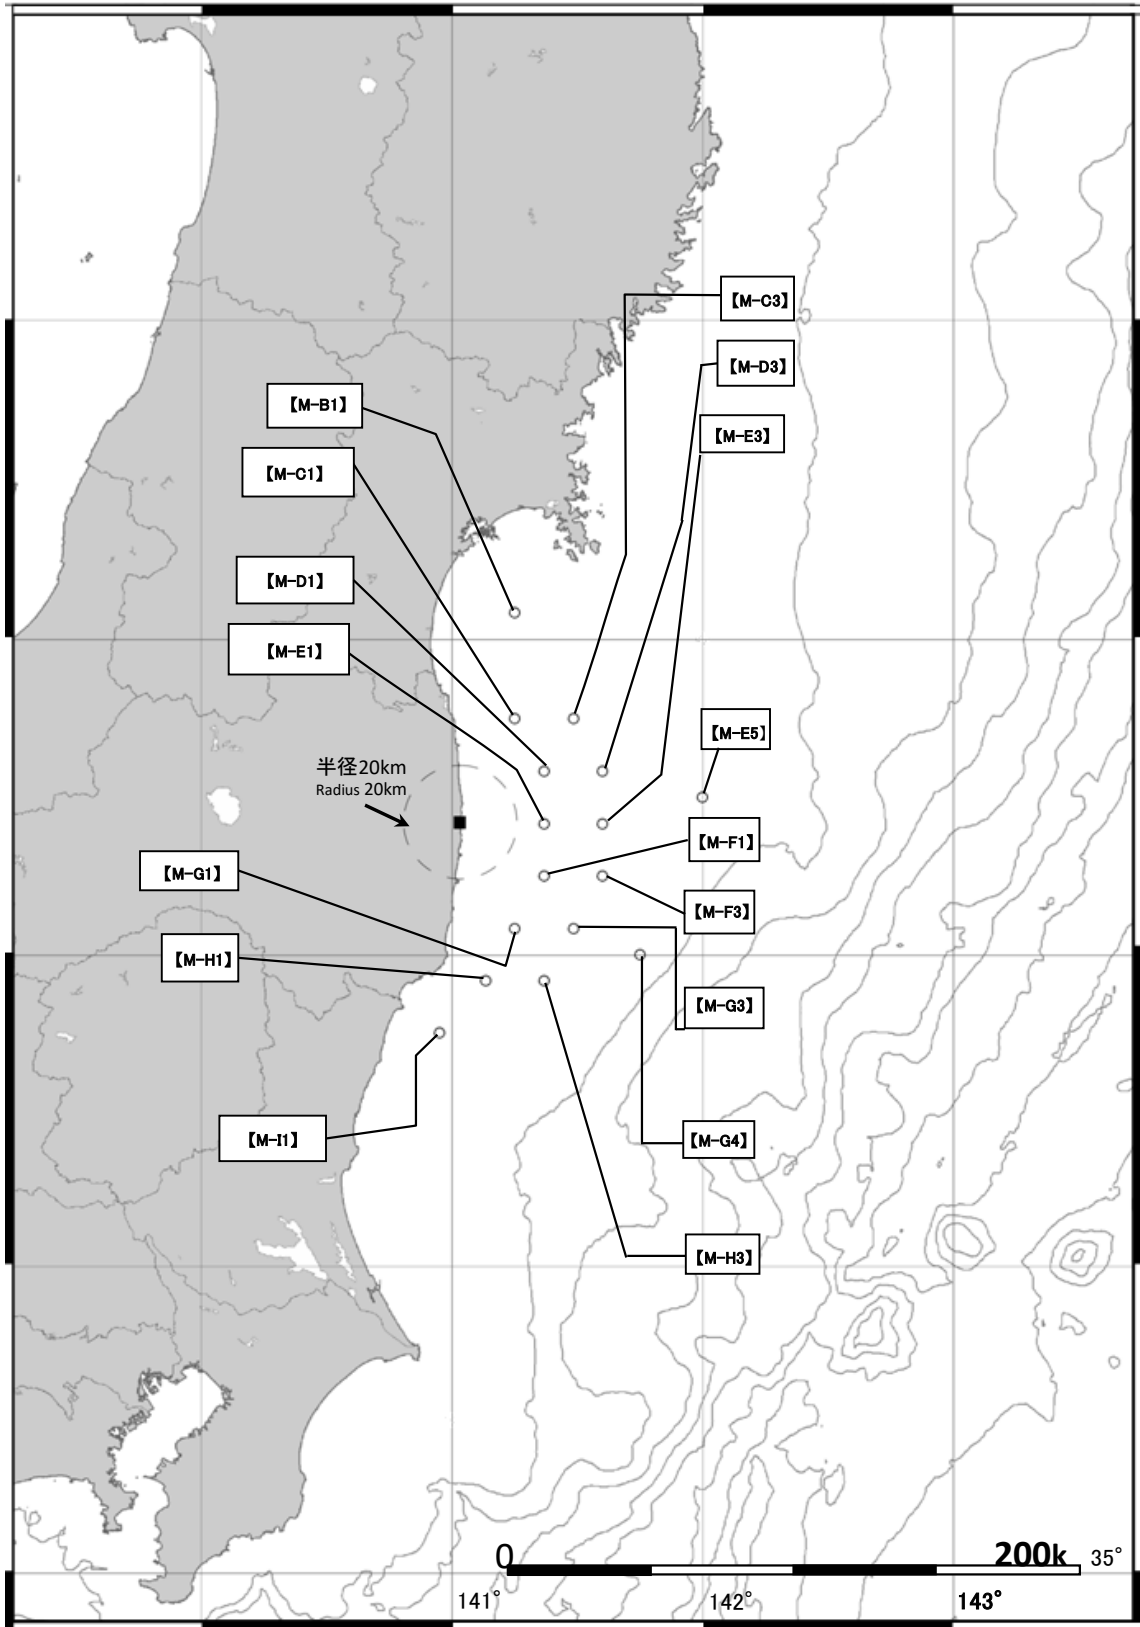 【M-C3】
【M-D3】
【M-B1】
【M-E3】
【M-C1】
【M-D1】
【M-E1】
【M-E5】
半径20km
Radius 20km
【M-F1】
【M-G1】
【M-F3】
【M-H1】
【M-G3】
【M-I1】
【M-G4】
【M-H3】
0
200k
35°
141°
142°
143°